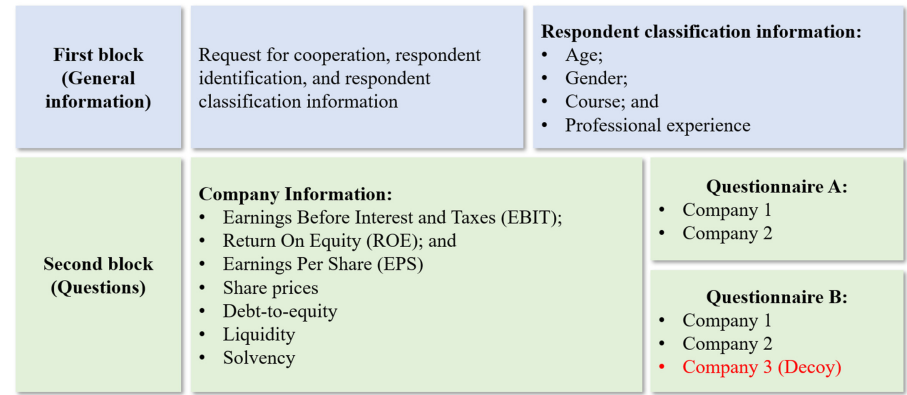 First block
(General
information)
Request for cooperation, respondent
identification, and respondent
classification information
Respondent classification information:
• Age;
• Gender;
• Course; and
• Professional experience
Second block
(Questions)
Company Information:
• Earnings Before Interest and Taxes (EBIT);
• Return On Equity (ROE); and
• Earnings Per Share (EPS)
• Share prices
• Debt-to-equity
• Liquidity
• Solvency
Questionnaire A:
• Company 1
• Company 2
Questionnaire B:
• Company 1
• Company 2
• Company 3 (Decoy)